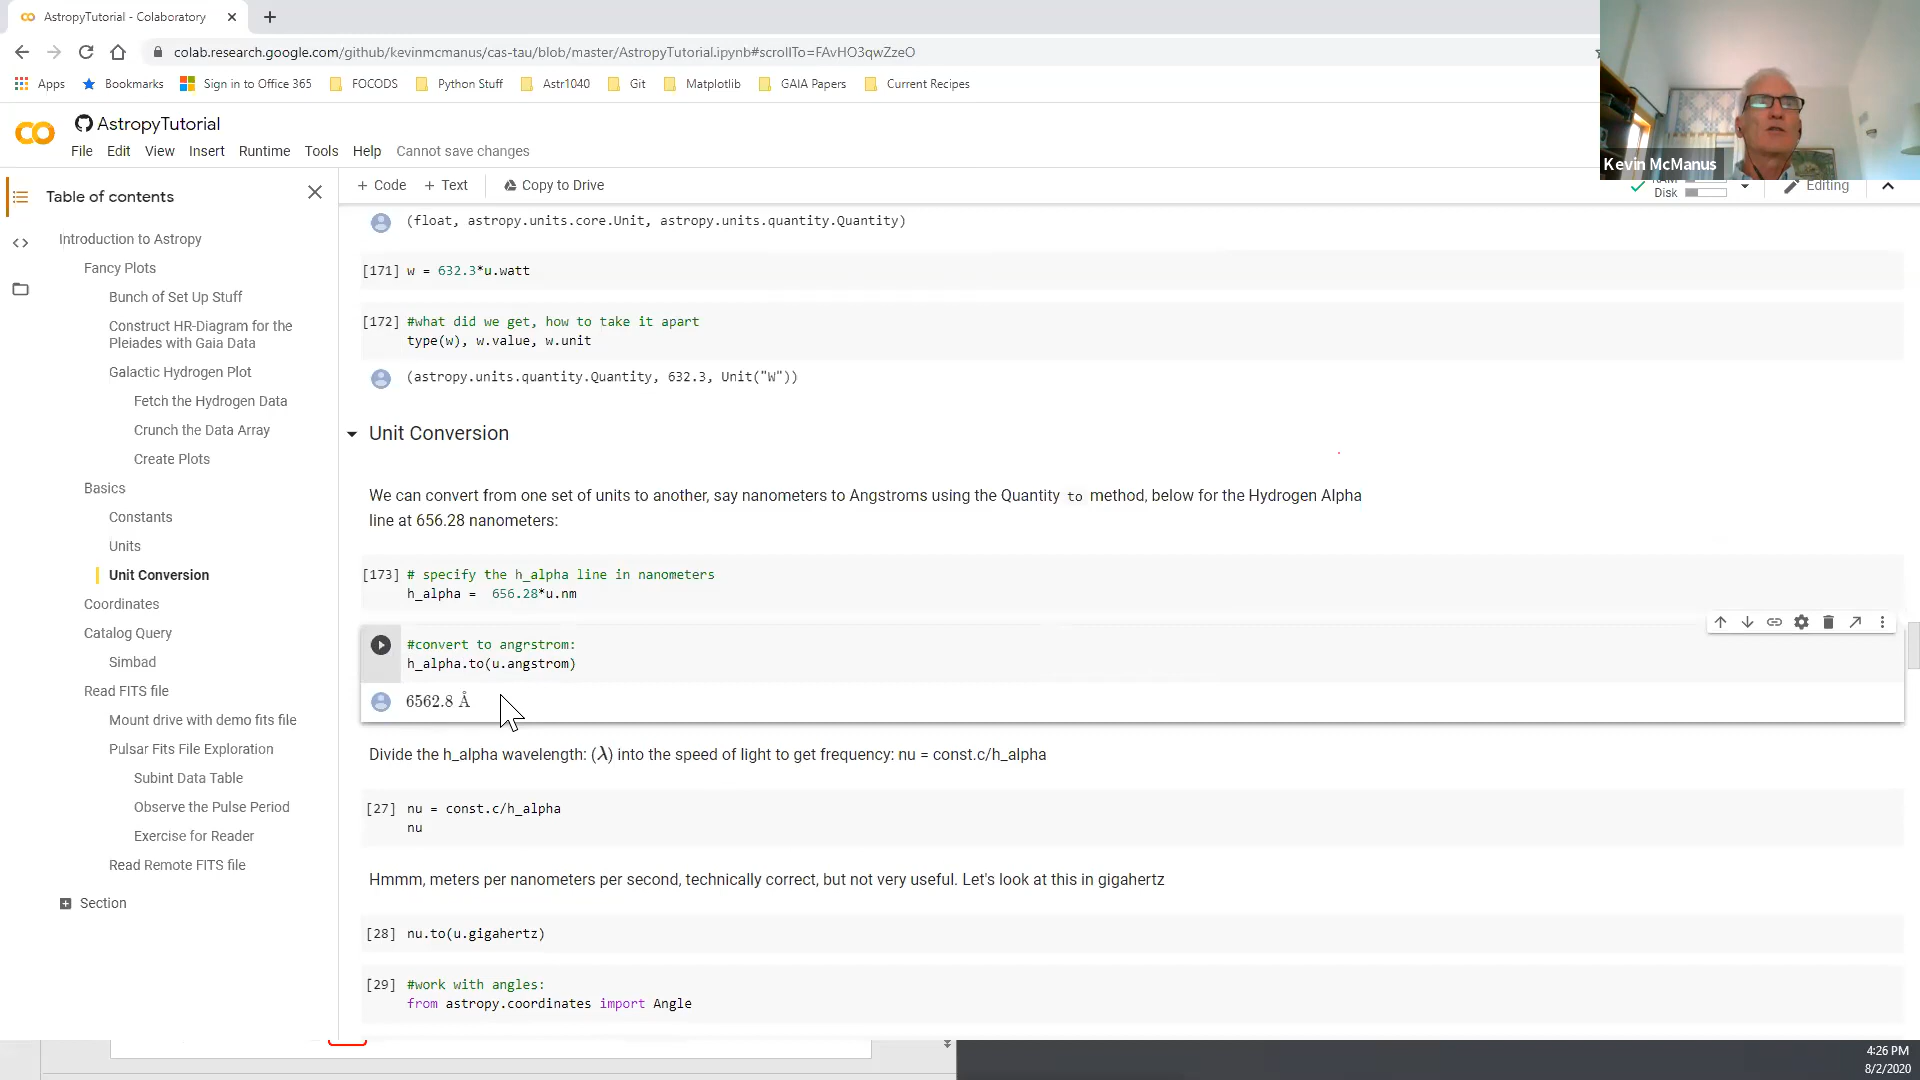 AstropyTutorial - Colaboratory
colab.research.google.com/github/kevinmcmanus/cas-tau/blob/master/AstropyTutorial.ipynb#scrollTo=FAvHO3qwZzeO
Apps Bookmarks Sign in to Office 365 FOCODS Python Stuff Astr1040 Git Matplotlib GAIA Papers Current Recipes
Kevin McManus
AstropyTutorial
File Edit View Insert Runtime Tools Help Cannot save changes
+ Code + Text Copy to Drive
Disk
Editing
Table of contents
Introduction to Astropy
Fancy Plots
Bunch of Set Up Stuff
Construct HR-Diagram for the
Pleiades with Gaia Data
Galactic Hydrogen Plot
Fetch the Hydrogen Data
Crunch the Data Array
Create Plots
Basics
Constants
Units
Unit Conversion
Coordinates
Catalog Query
Simbad
Read FITS file
Mount drive with demo fits file
Pulsar Fits File Exploration
Subint Data Table
Observe the Pulse Period
Exercise for Reader
Read Remote FITS file
Section
(float, astropy.units.core.Unit, astropy.units.quantity.Quantity)
[171] w = 632.3*u.watt
[172] #what did we get, how to take it apart
type(w), w.value, w.unit
(astropy.units.quantity.Quantity, 632.3, Unit("W"))
Unit Conversion
We can convert from one set of units to another, say nanometers to Angstroms using the Quantity to method, below for the Hydrogen Alpha
line at 656.28 nanometers:
[173] # specify the h_alpha line in nanometers
h_alpha = 656.28*u.nm
#convert to angrstrom:
h_alpha.to(u.angstrom)
6562.8 Å
Divide the h_alpha wavelength: (λ) into the speed of light to get frequency: nu = const.c/h_alpha
[27] nu = const.c/h_alpha
nu
Hmmm, meters per nanometers per second, technically correct, but not very useful. Let's look at this in gigahertz
[28] nu.to(u.gigahertz)
[29] #work with angles:
from astropy.coordinates import Angle
4:26 PM
8/2/2020